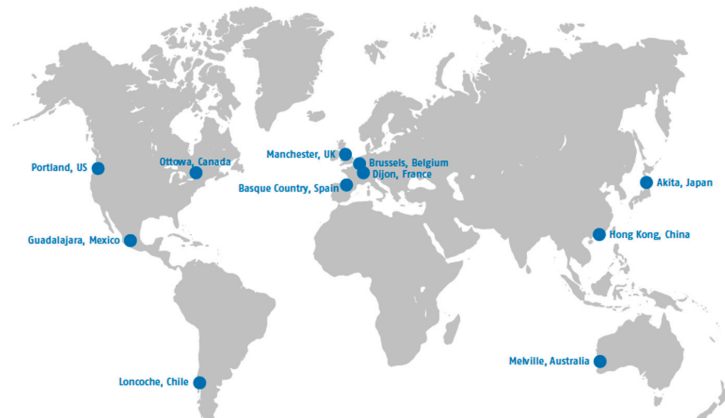 Manchester, UK
Ottowa, Canada
Brussels, Belgium
Portland, US
Dijon, France
Akita, Japan
Basque Country, Spain
Hong Kong, China
Guadalajara, Mexico
Melville, Australia
Loncoche, Chile